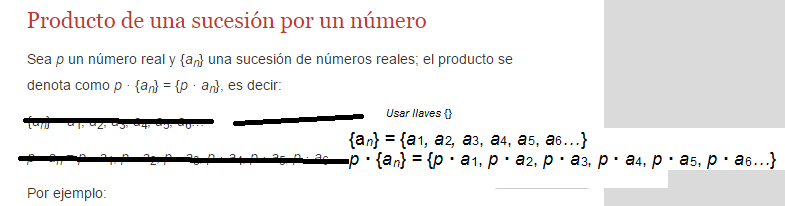 Producto de una sucesión por un número
Sea p un número real y {aₙ} una sucesión de números reales; el producto se
denota como p · {aₙ} = {p · aₙ}, es decir:
Usar llaves {}
{aₙ} = {a₁, a₂, a₃, a₄, a₅, a₆...}
p · {aₙ} = {p · a₁, p · a₂, p · a₃, p · a₄, p · a₅, p · a₆...}
Por ejemplo: